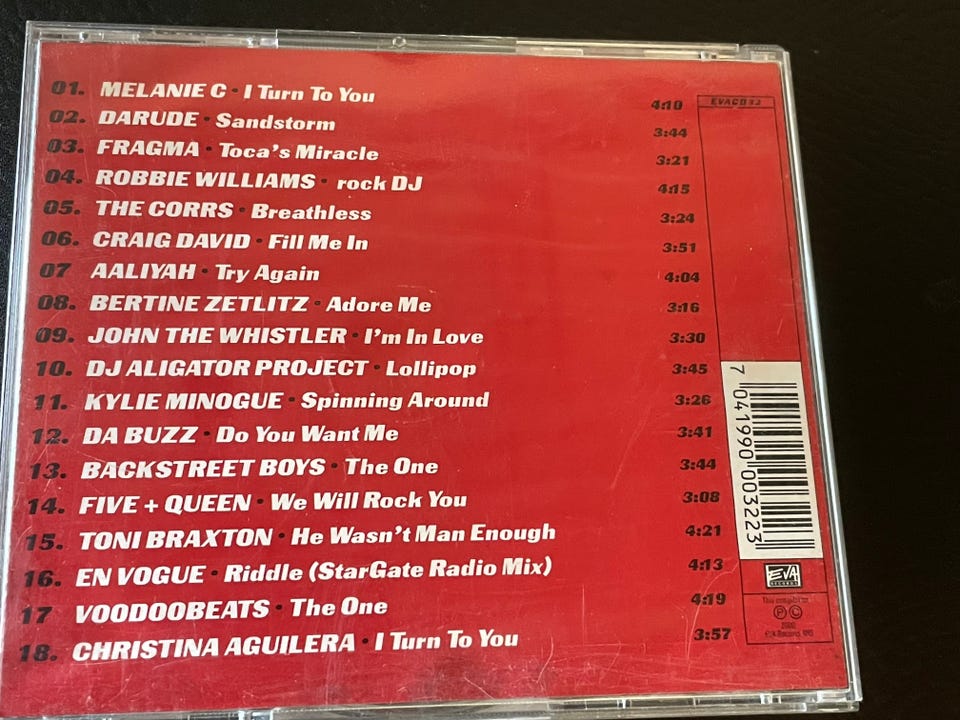 01. MELANIE C · I Turn To You 4:10
02. DARUDE · Sandstorm 3:44
03. FRAGMA · Toca's Miracle 3:21
04. ROBBIE WILLIAMS · rock DJ 4:15
05. THE CORRS · Breathless 3:24
06. CRAIG DAVID · Fill Me In 3:51
07 AALIYAH · Try Again 4:04
08. BERTINE ZETLITZ · Adore Me 3:16
09. JOHN THE WHISTLER · I'm In Love 3:30
10. DJ ALIGATOR PROJECT · Lollipop 3:45
11. KYLIE MINOGUE · Spinning Around 3:26
12. DA BUZZ · Do You Want Me 3:41
13. BACKSTREET BOYS · The One 3:44
14. FIVE + QUEEN · We Will Rock You 3:08
15. TONI BRAXTON · He Wasn't Man Enough 4:21
16. EN VOGUE · Riddle (StarGate Radio Mix) 4:13
17 VOODOOBEATS · The One 4:19
18. CHRISTINA AGUILERA · I Turn To You 3:57
7 041990 003223
EVA
RECORDS
This compilation
Ⓟ ©
2000